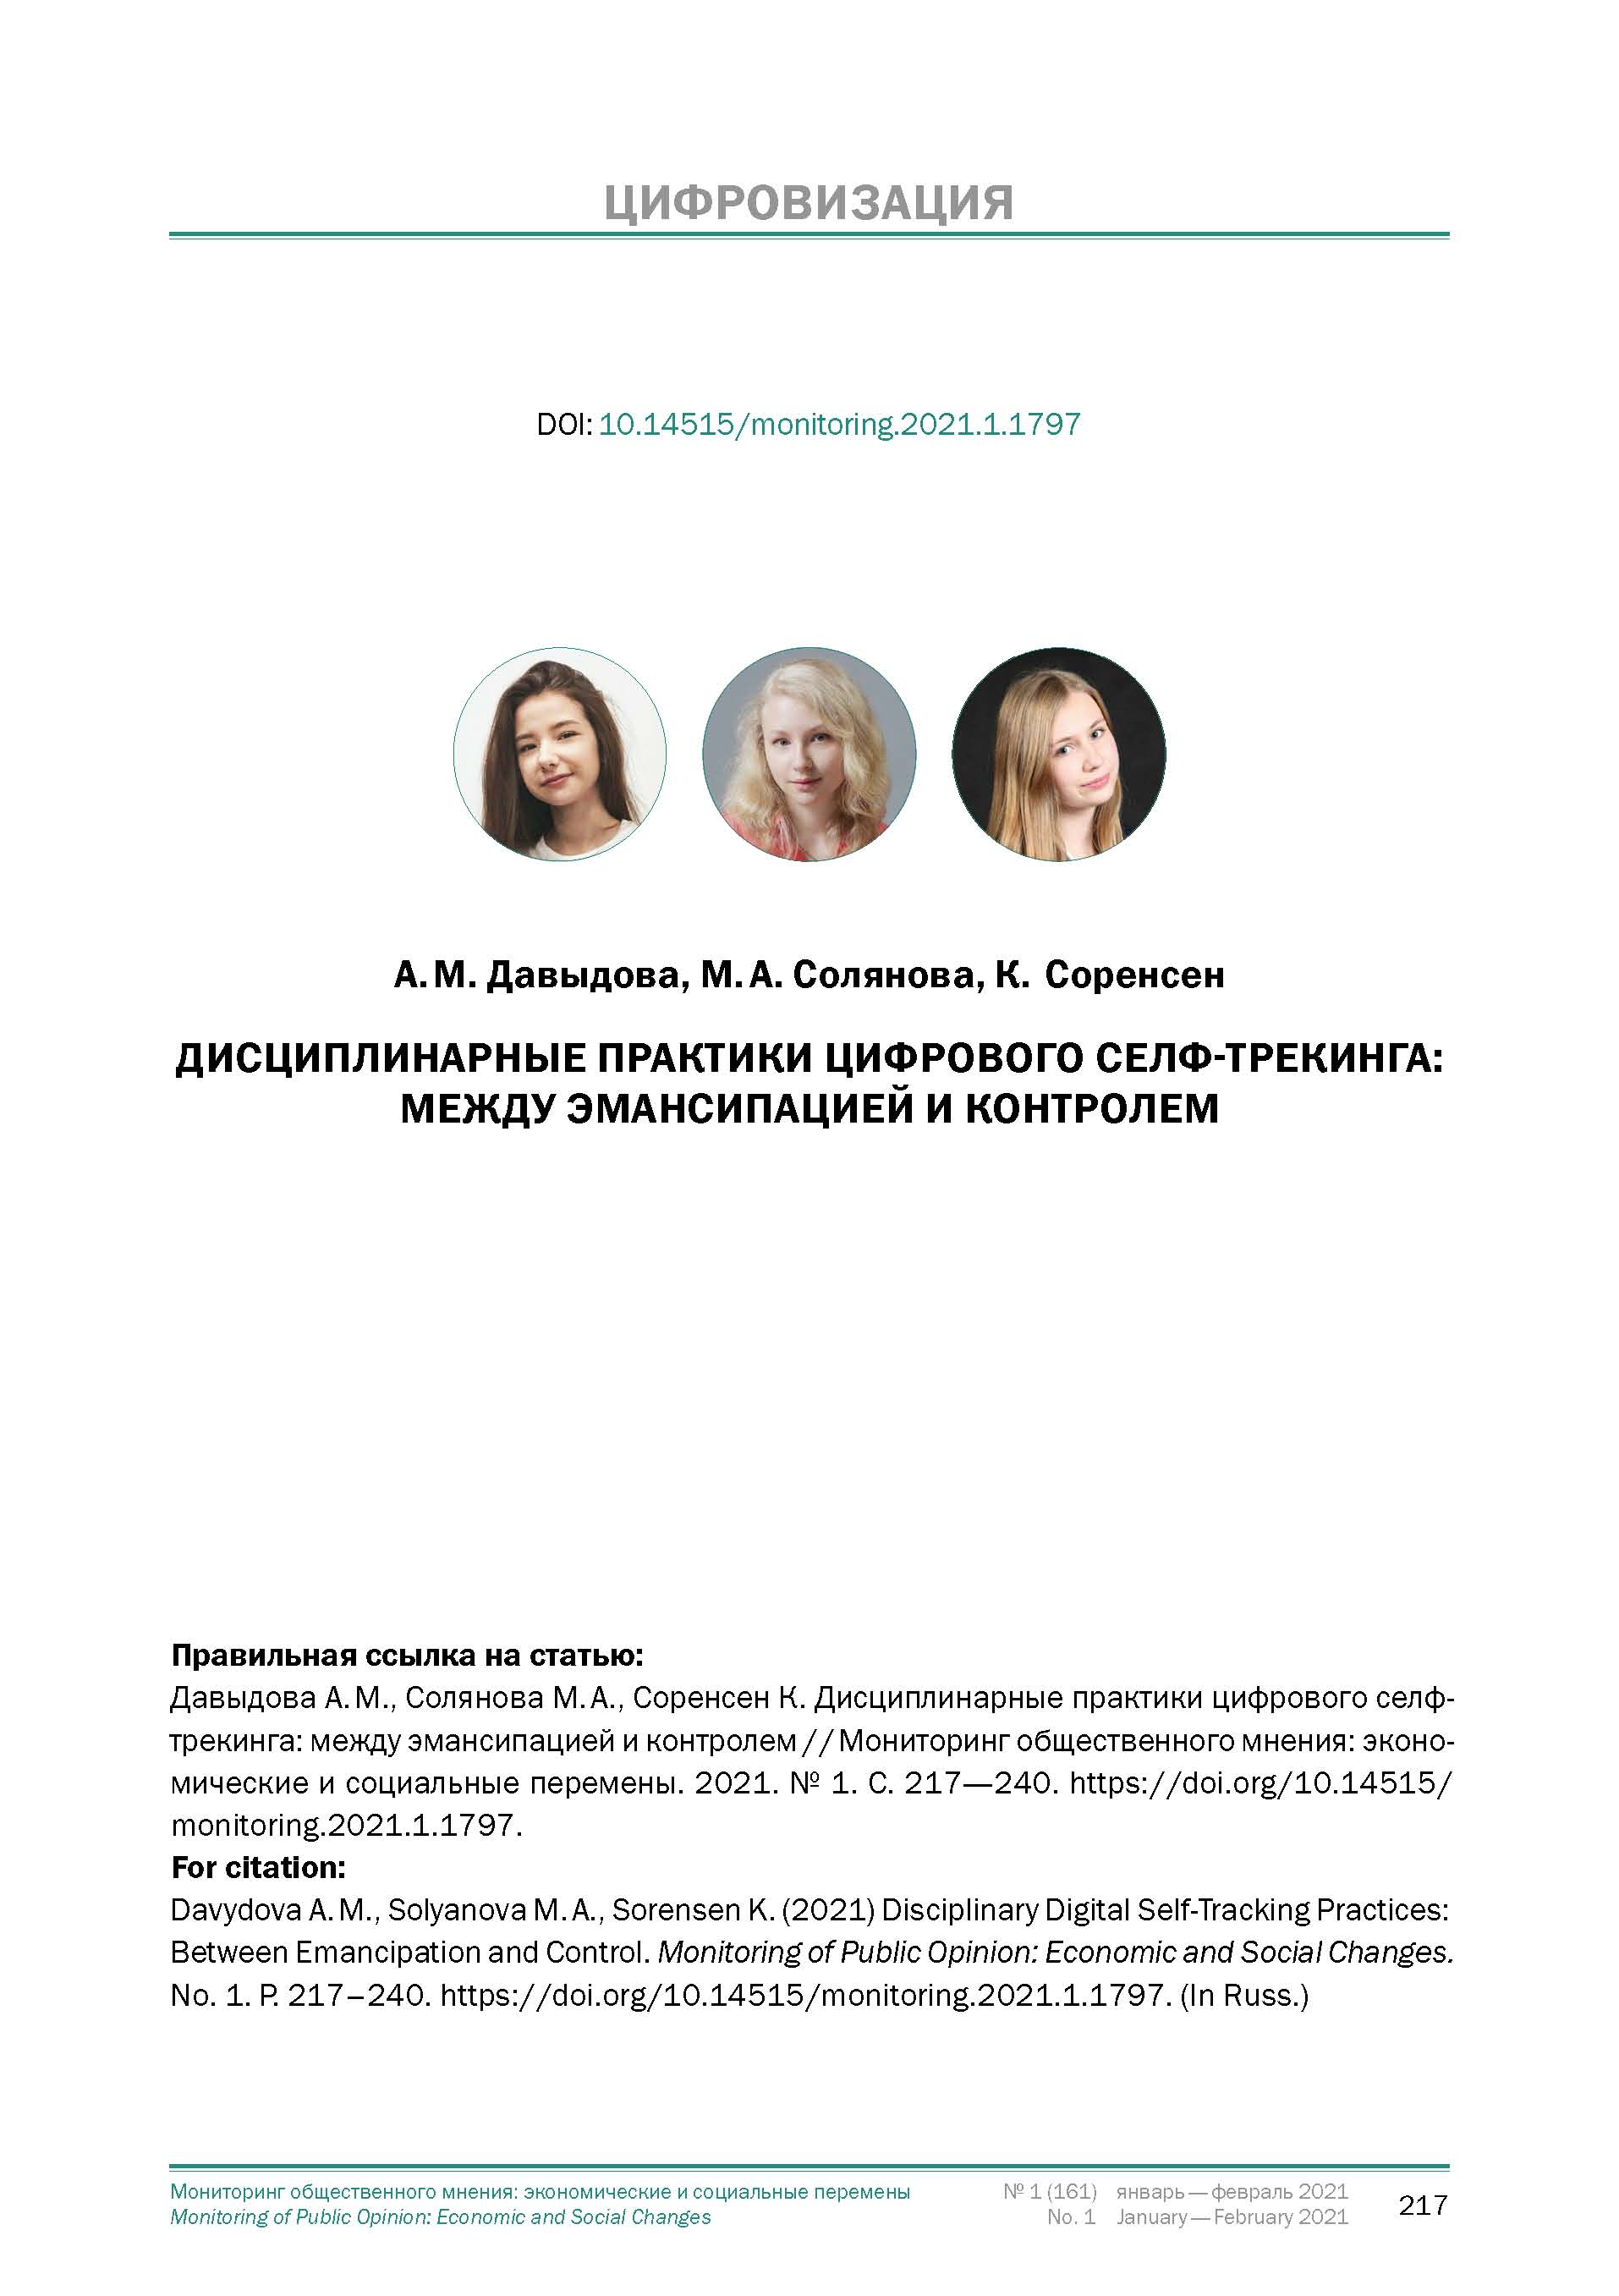 ЦИФРОВИЗАЦИЯ
DOI: 10.14515/monitoring.2021.1.1797
А. М. Давыдова, М. А. Солянова, К. Соренсен
ДИСЦИПЛИНАРНЫЕ ПРАКТИКИ ЦИФРОВОГО СЕЛФ-ТРЕКИНГА:
МЕЖДУ ЭМАНСИПАЦИЕЙ И КОНТРОЛЕМ
Правильная ссылка на статью:
Давыдова А. М., Солянова М. А., Соренсен К. Дисциплинарные практики цифрового селф-
трекинга: между эмансипацией и контролем // Мониторинг общественного мнения: эконо-
мические и социальные перемены. 2021. № 1. С. 217—240. https://doi.org/10.14515/
monitoring.2021.1.1797.
For citation:
Davydova A. M., Solyanova M. A., Sorensen K. (2021) Disciplinary Digital Self-Tracking Practices:
Between Emancipation and Control. Monitoring of Public Opinion: Economic and Social Changes.
No. 1. P. 217–240. https://doi.org/10.14515/monitoring.2021.1.1797. (In Russ.)
Мониторинг общественного мнения: экономические и социальные перемены № 1 (161) январь — февраль 2021
Monitoring of Public Opinion: Economic and Social Changes No. 1 January — February 2021
217